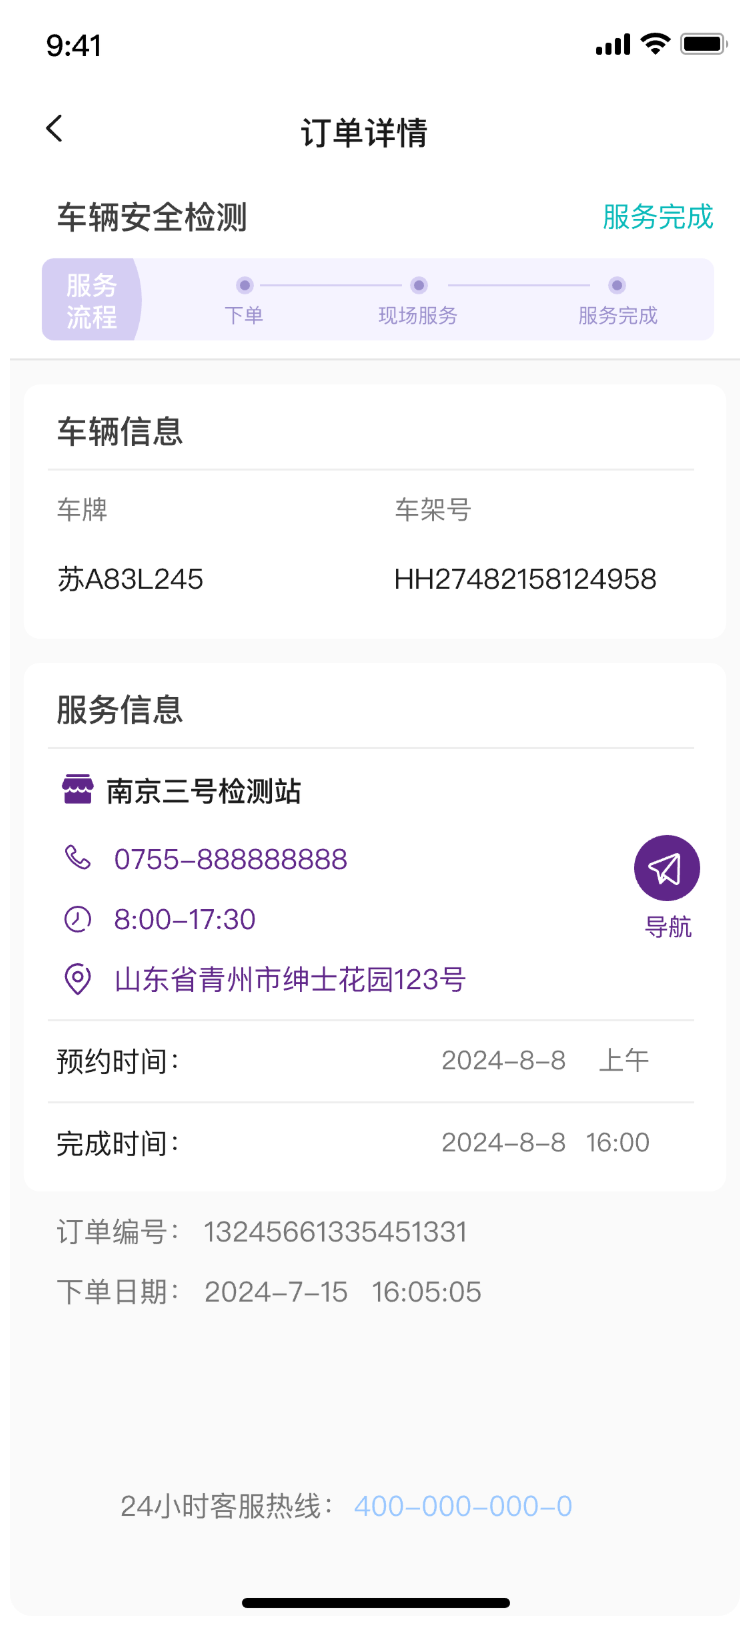 9:41
订单详情
车辆安全检测 服务完成
服务
流程
下单 现场服务 服务完成
车辆信息
车牌 车架号
苏A83L245 HH27482158124958
服务信息
南京三号检测站
0755-888888888
8:00-17:30
导航
山东省青州市绅士花园123号
预约时间： 2024-8-8 上午
完成时间： 2024-8-8 16:00
订单编号： 13245661335451331
下单日期： 2024-7-15 16:05:05
24小时客服热线： 400-000-000-0